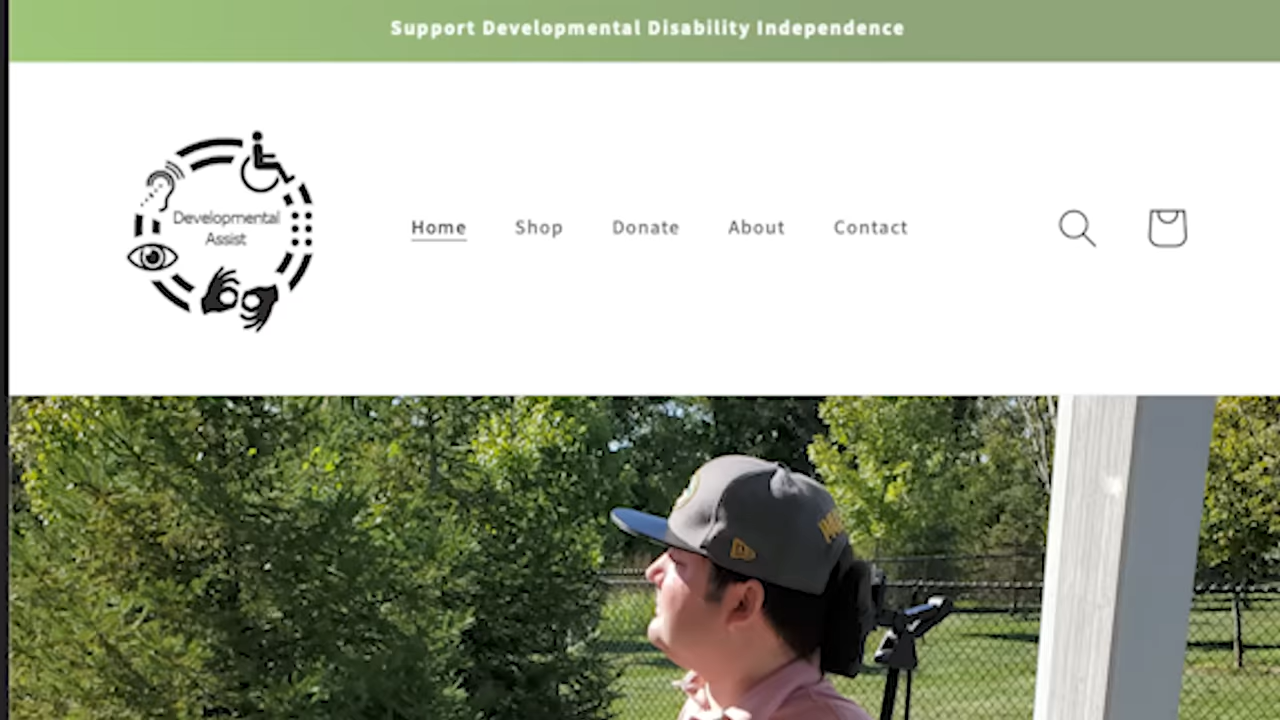 Support Developmental Disability Independence
Developmental
Assist
Home
Shop
Donate
About
Contact